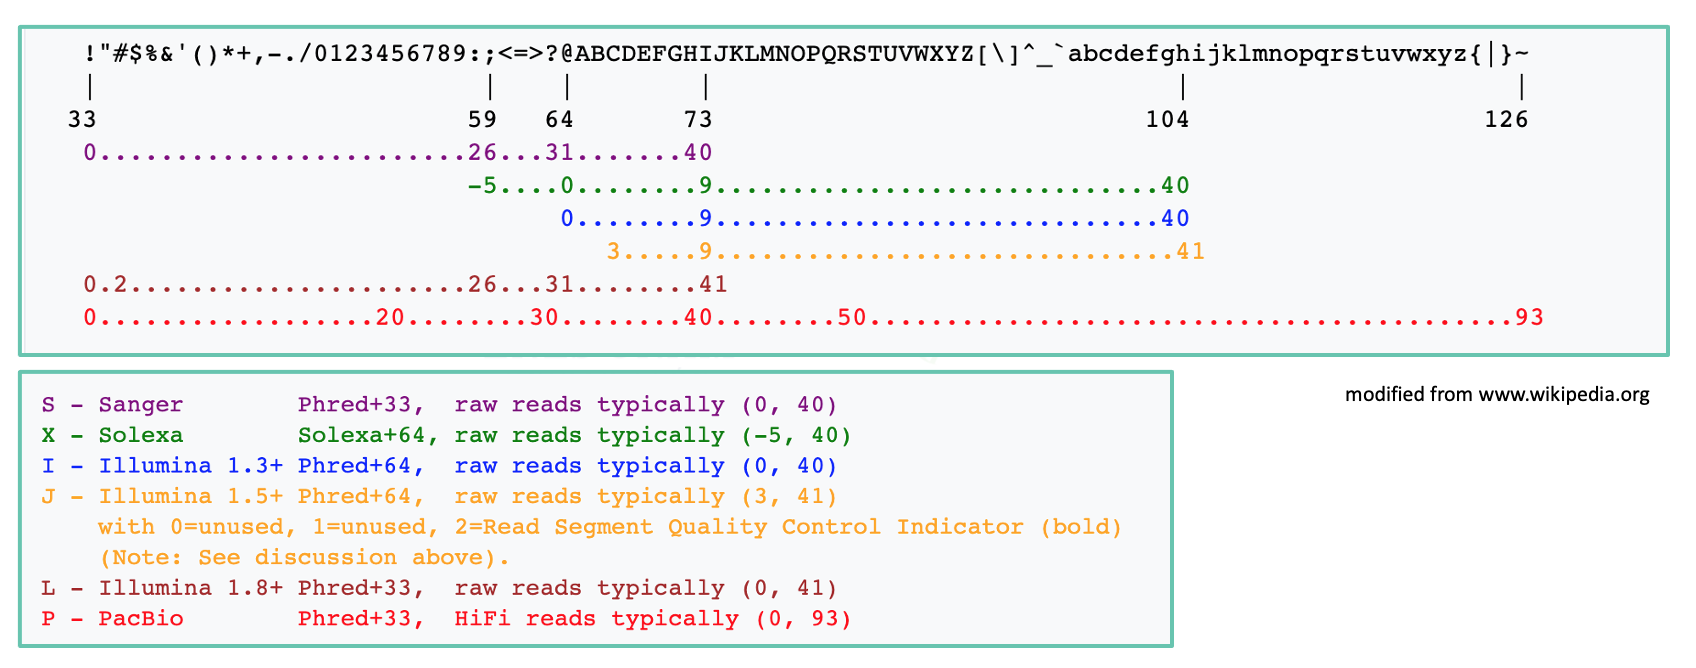 !"#$%&'()*+,-./0123456789:;<=>?@ABCDEFGHIJKLMNOPQRSTUVWXYZ[\]^_`abcdefghijklmnopqrstuvwxyz{|}~
| | | | | |
33 59 64 73 104 126
0........................26...31.......40
-5....0........9.............................40
0........9.............................40
3.....9..............................41
0.2......................26...31........41
0..................20........30........40........50..........................................93
S - Sanger Phred+33, raw reads typically (0, 40)
X - Solexa Solexa+64, raw reads typically (-5, 40)
I - Illumina 1.3+ Phred+64, raw reads typically (0, 40)
J - Illumina 1.5+ Phred+64, raw reads typically (3, 41)
with 0=unused, 1=unused, 2=Read Segment Quality Control Indicator (bold)
(Note: See discussion above).
L - Illumina 1.8+ Phred+33, raw reads typically (0, 41)
P - PacBio Phred+33, HiFi reads typically (0, 93)
modified from www.wikipedia.org